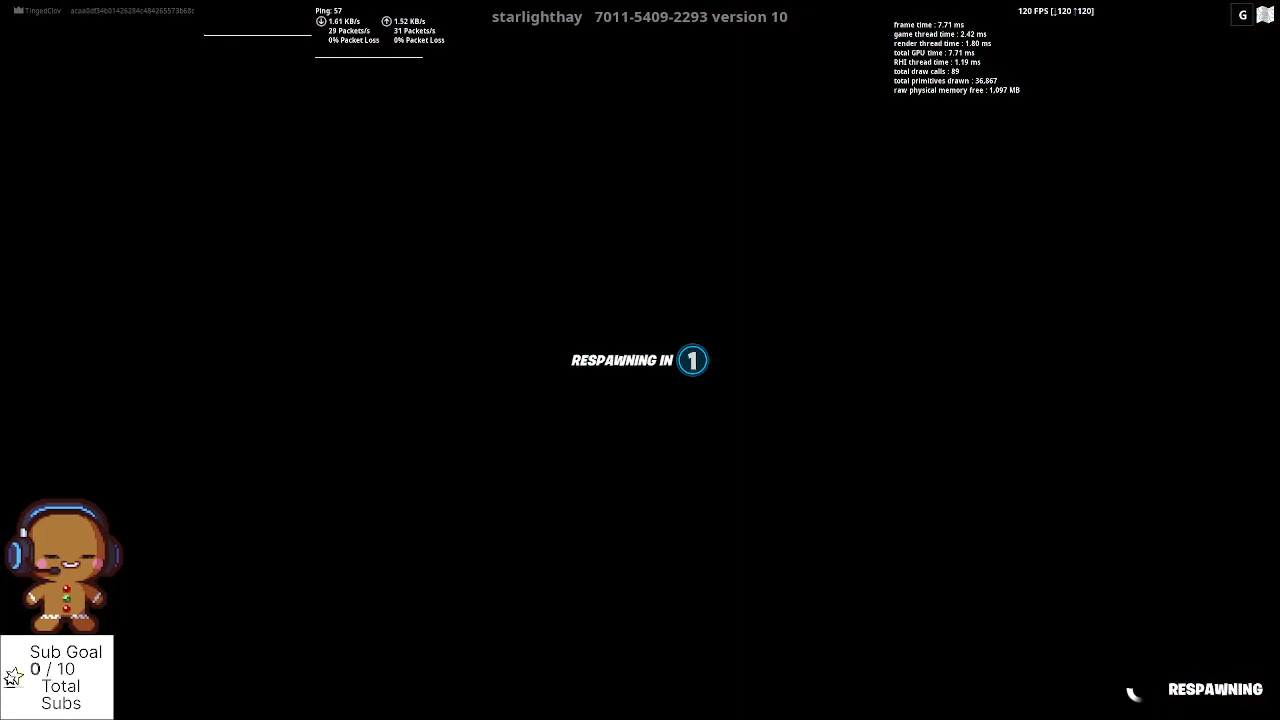 TingedClov
Ping: 57
1.61 KB/s 1.52 KB/s
29 Packets/s 31 Packets/s
0% Packet Loss 0% Packet Loss
starlighthay 7011-5409-2293 version 10
120 FPS [↓120 ↑120]
G
frame time : 7.71 ms
game thread time : 2.42 ms
render thread time : 1.80 ms
total GPU time : 7.71 ms
RHI thread time : 1.19 ms
total draw calls : 89
total primitives drawn : 36,867
raw physical memory free : 1,097 MB
RESPAWNING IN 1
Sub Goal
0 / 10
Total
Subs
RESPAWNING